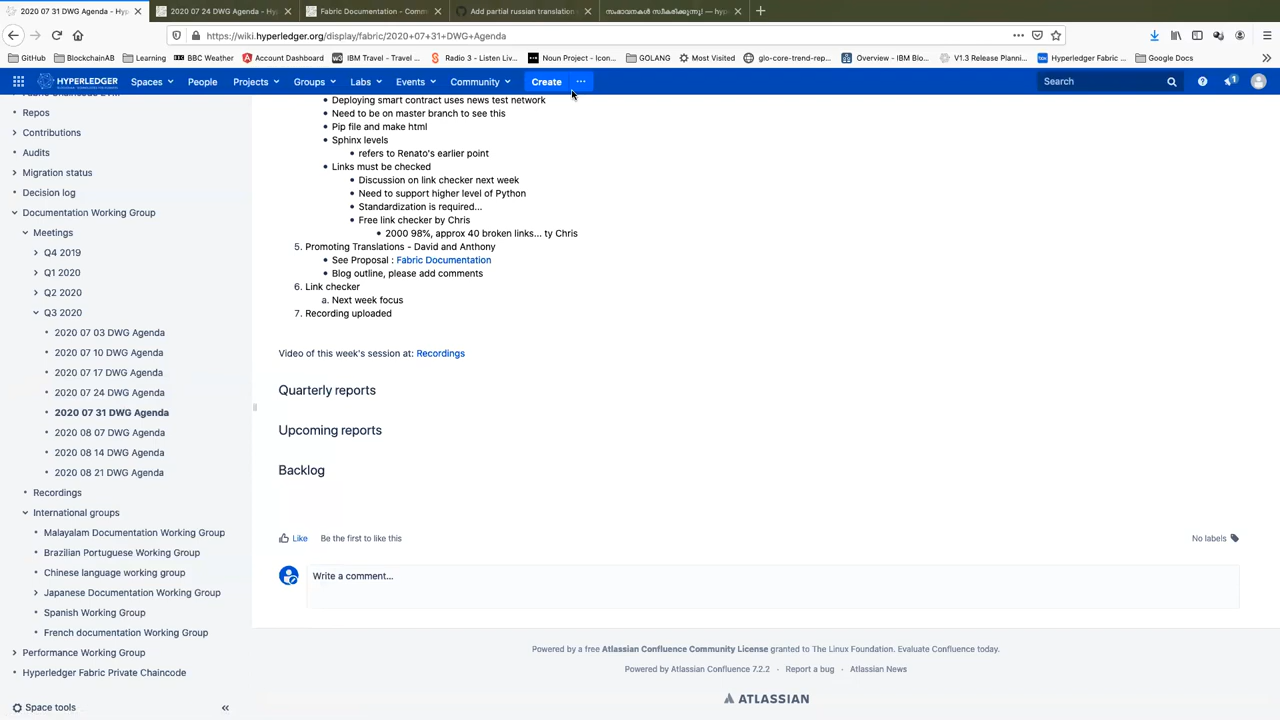 2020 07 31 DWG Agenda - Hyp
2020 07 24 DWG Agenda - Hy
Fabric Documentation - Comm
Add partial russian translation
സംഭാവനകൾ സ്വീകരിക്കുന്നു! — hyp
https://wiki.hyperledger.org/display/fabric/2020+07+31+DWG+Agenda
GitHub
BlockchainAB
Learning
BBC Weather
Account Dashboard
IBM Travel - Travel ...
Radio 3 - Listen Liv...
Noun Project - Icon...
GOLANG
Most Visited
glo-core-trend-rep...
Overview - IBM Blo...
V1.3 Release Planni...
Hyperledger Fabric ...
Google Docs
HYPERLEDGER Spaces People Projects Groups Labs Events Community Create ... Search 1
Repos
Contributions
Audits
Migration status
Decision log
Documentation Working Group
Meetings
Q4 2019
Q1 2020
Q2 2020
Q3 2020
2020 07 03 DWG Agenda
2020 07 10 DWG Agenda
2020 07 17 DWG Agenda
2020 07 24 DWG Agenda
2020 07 31 DWG Agenda
2020 08 07 DWG Agenda
2020 08 14 DWG Agenda
2020 08 21 DWG Agenda
Recordings
International groups
Malayalam Documentation Working Group
Brazilian Portuguese Working Group
Chinese language working group
Japanese Documentation Working Group
Spanish Working Group
French documentation Working Group
Performance Working Group
Hyperledger Fabric Private Chaincode
Space tools
• Deploying smart contract uses news test network
• Need to be on master branch to see this
• Pip file and make html
• Sphinx levels
• refers to Renato's earlier point
• Links must be checked
• Discussion on link checker next week
• Need to support higher level of Python
• Standardization is required...
• Free link checker by Chris
• 2000 98%, approx 40 broken links... ty Chris
5. Promoting Translations - David and Anthony
• See Proposal : Fabric Documentation
• Blog outline, please add comments
6. Link checker
a. Next week focus
7. Recording uploaded
Video of this week's session at: Recordings
Quarterly reports
Upcoming reports
Backlog
Like Be the first to like this
No labels
Write a comment...
Powered by a free Atlassian Confluence Community License granted to The Linux Foundation. Evaluate Confluence today.
Powered by Atlassian Confluence 7.2.2 · Report a bug · Atlassian News
ATLASSIAN